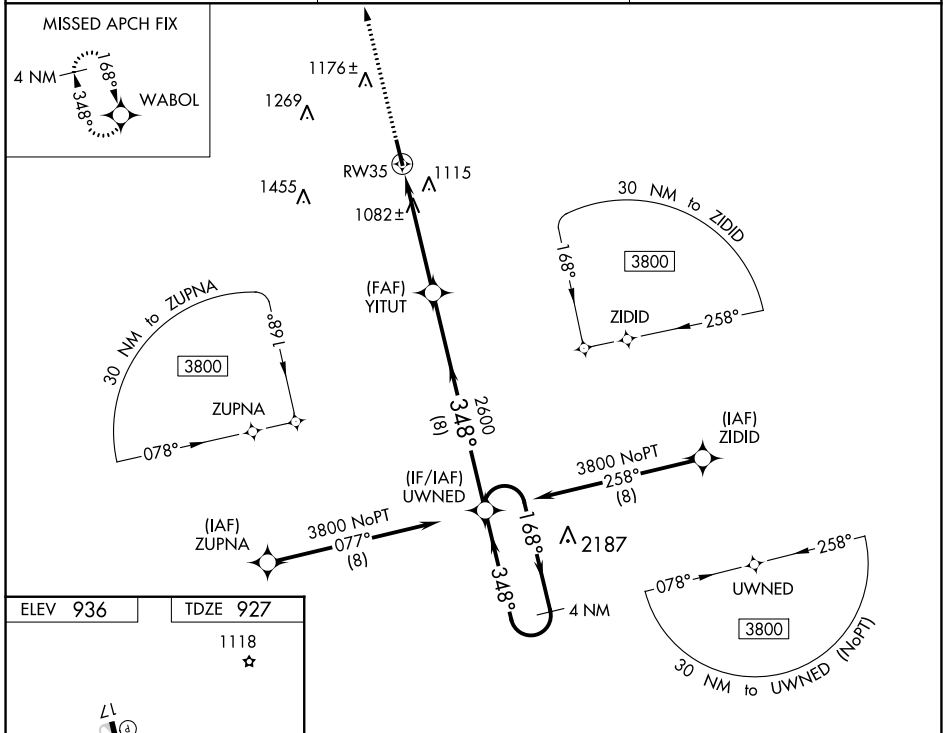 MISSED APCH FIX
4 NM
168°
348°
WABOL
1176±
1269
RW35
1115
1455
1082±
30 NM to ZIDID
168°
3800
ZIDID
258°
(FAF)
YITUT
30 NM to ZUPNA
168°
3800
ZUPNA
078°
348°
2600
(8)
(IAF)
ZIDID
3800 NoPT
258°
(8)
(IF/IAF)
UWNED
(IAF)
ZUPNA
3800 NoPT
077°
(8)
168°
348°
2187
4 NM
078°
258°
UWNED
3800
30 NM to UWNED (NoPT)
ELEV 936
TDZE 927
1118
17
P